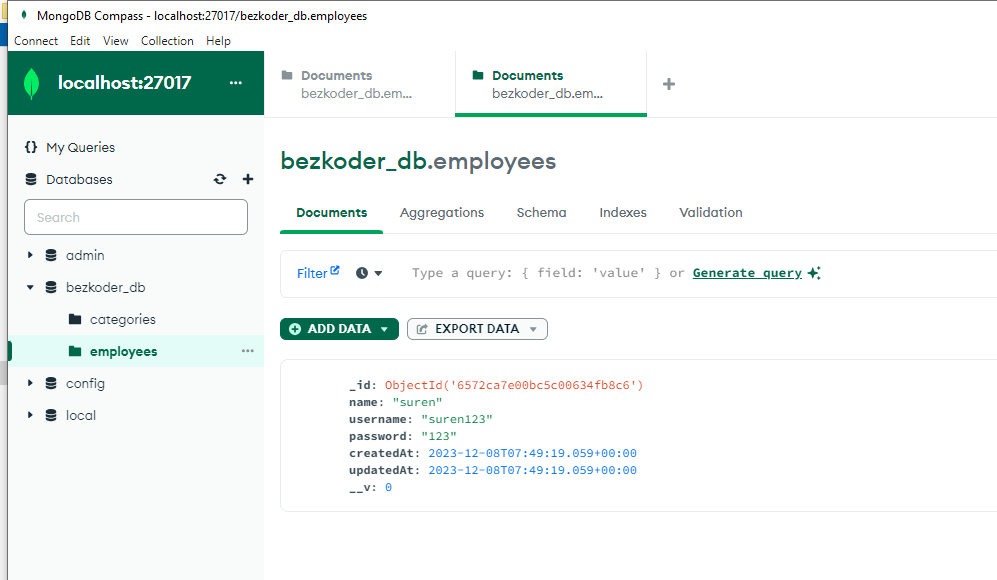 MongoDB Compass - localhost:27017/bezkoder_db.employees
Connect Edit View Collection Help
localhost:27017 ...
Documents
bezkoder_db.em...
Documents
bezkoder_db.em...
+
{} My Queries
Databases
Search
admin
bezkoder_db
categories
employees ...
config
local
bezkoder_db.employees
Documents Aggregations Schema Indexes Validation
Filter Type a query: { field: 'value' } or Generate query
ADD DATA EXPORT DATA
_id: ObjectId('6572ca7e00bc5c00634fb8c6')
name: "suren"
username: "suren123"
password: "123"
createdAt: 2023-12-08T07:49:19.059+00:00
updatedAt: 2023-12-08T07:49:19.059+00:00
__v: 0